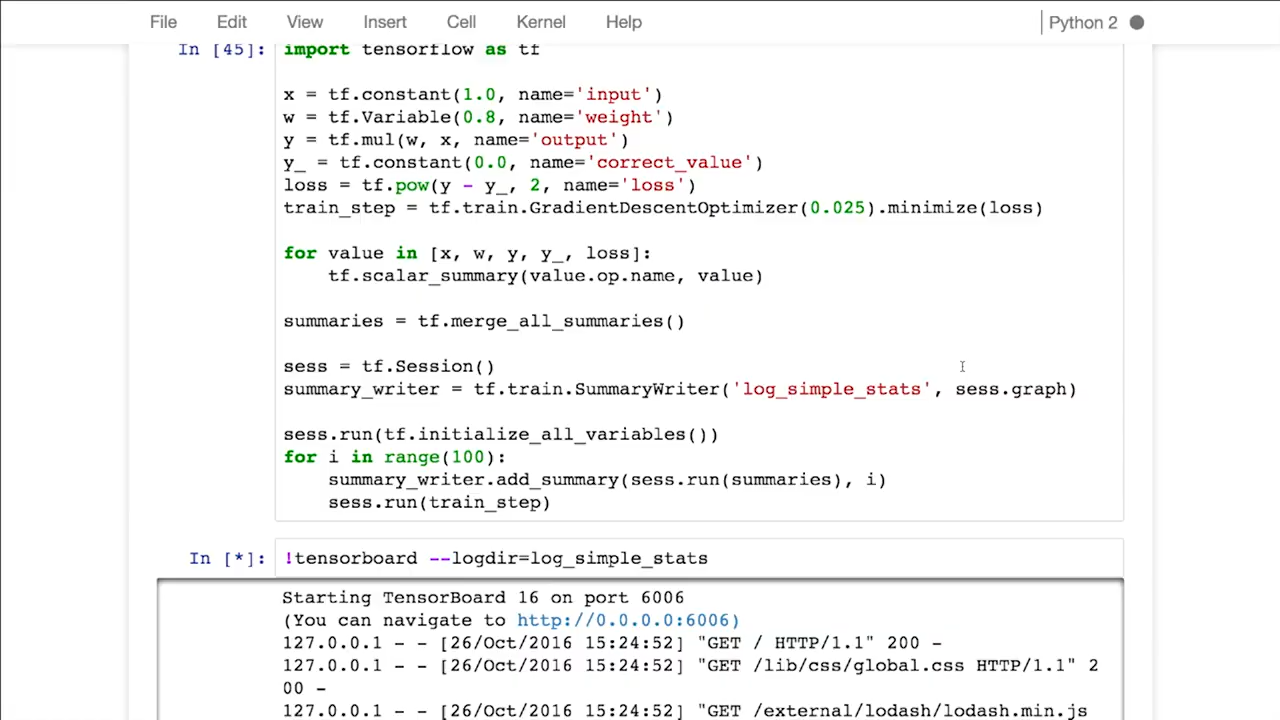 File Edit View Insert Cell Kernel Help Python 2
In [45]: import tensorflow as tf
x = tf.constant(1.0, name='input')
w = tf.Variable(0.8, name='weight')
y = tf.mul(w, x, name='output')
y_ = tf.constant(0.0, name='correct_value')
loss = tf.pow(y - y_, 2, name='loss')
train_step = tf.train.GradientDescentOptimizer(0.025).minimize(loss)
for value in [x, w, y, y_, loss]:
    tf.scalar_summary(value.op.name, value)
summaries = tf.merge_all_summaries()
sess = tf.Session()
summary_writer = tf.train.SummaryWriter('log_simple_stats', sess.graph)
sess.run(tf.initialize_all_variables())
for i in range(100):
    summary_writer.add_summary(sess.run(summaries), i)
    sess.run(train_step)
In [*]: !tensorboard --logdir=log_simple_stats
Starting TensorBoard 16 on port 6006
(You can navigate to http://0.0.0.0:6006)
127.0.0.1 - - [26/Oct/2016 15:24:52] "GET / HTTP/1.1" 200 -
127.0.0.1 - - [26/Oct/2016 15:24:52] "GET /lib/css/global.css HTTP/1.1" 2
00 -
127.0.0.1 - - [26/Oct/2016 15:24:52] "GET /external/lodash/lodash.min.js